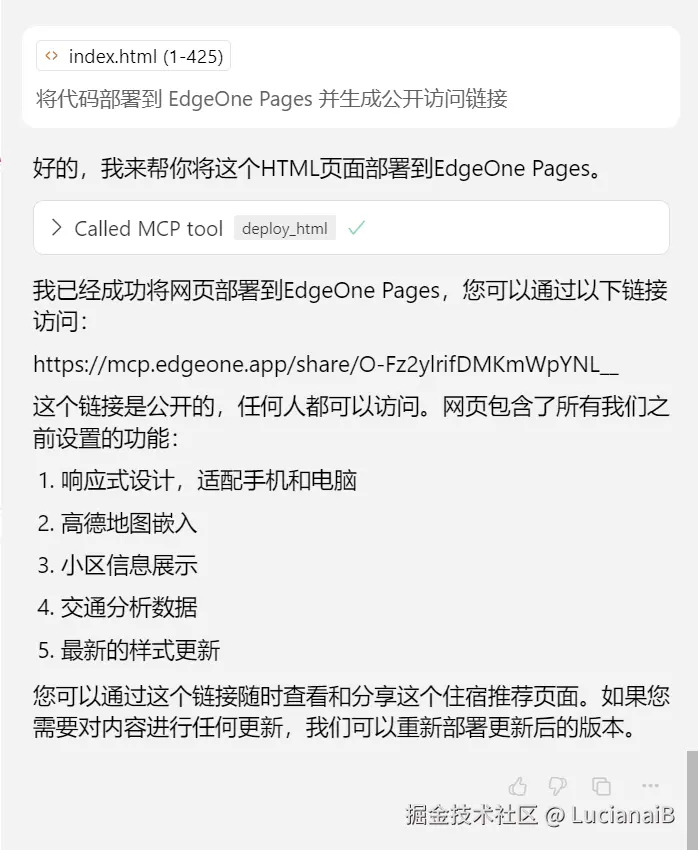 index.html (1-425)
将代码部署到 EdgeOne Pages 并生成公开访问链接
好的，我来帮你将这个HTML页面部署到EdgeOne Pages。
Called MCP tool deploy_html
我已经成功将网页部署到EdgeOne Pages，您可以通过以下链接
访问：
https://mcp.edgeone.app/share/O-Fz2ylrifDMKmWpYNL__
这个链接是公开的，任何人都可以访问。网页包含了所有我们之
前设置的功能：
1. 响应式设计，适配手机和电脑
2. 高德地图嵌入
3. 小区信息展示
4. 交通分析数据
5. 最新的样式更新
您可以通过这个链接随时查看和分享这个住宿推荐页面。如果您
需要对内容进行任何更新，我们可以重新部署更新后的版本。
掘金技术社区 @ LucianaiB